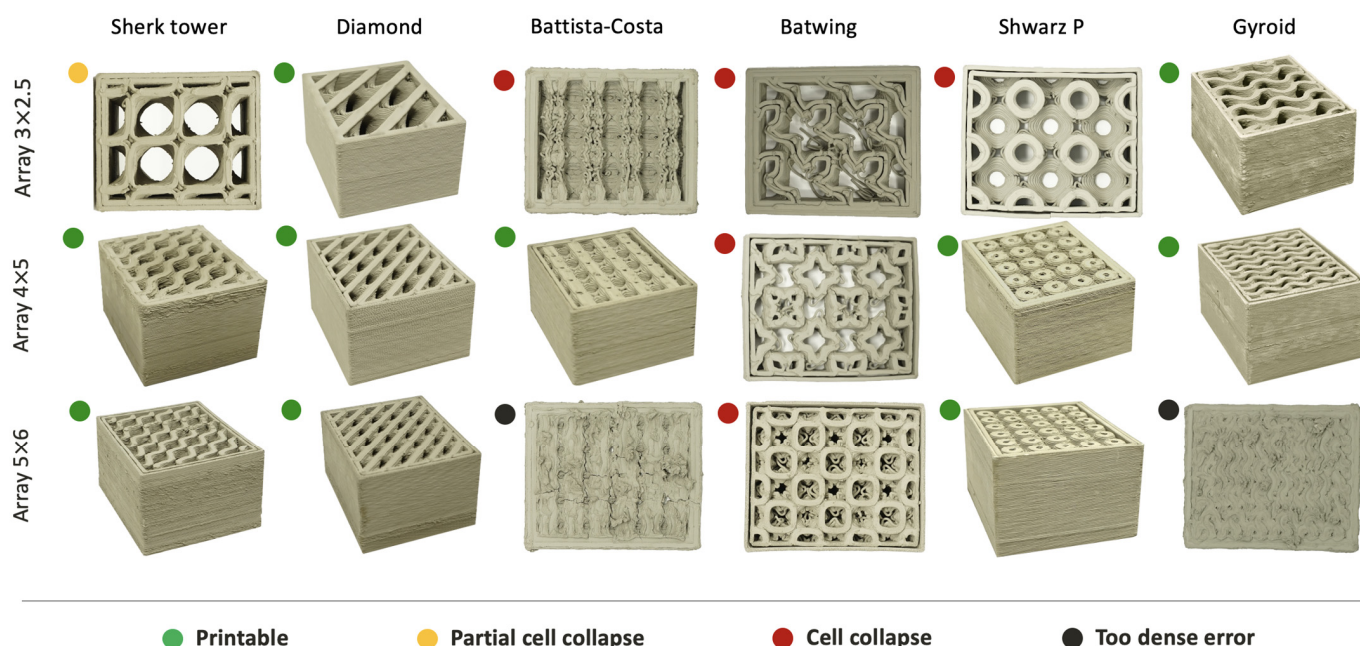 Sherk tower Diamond Battista-Costa Batwing Shwarz P Gyroid
Array 3×2.5
Array 4×5
Array 5×6
Printable Partial cell collapse Cell collapse Too dense error